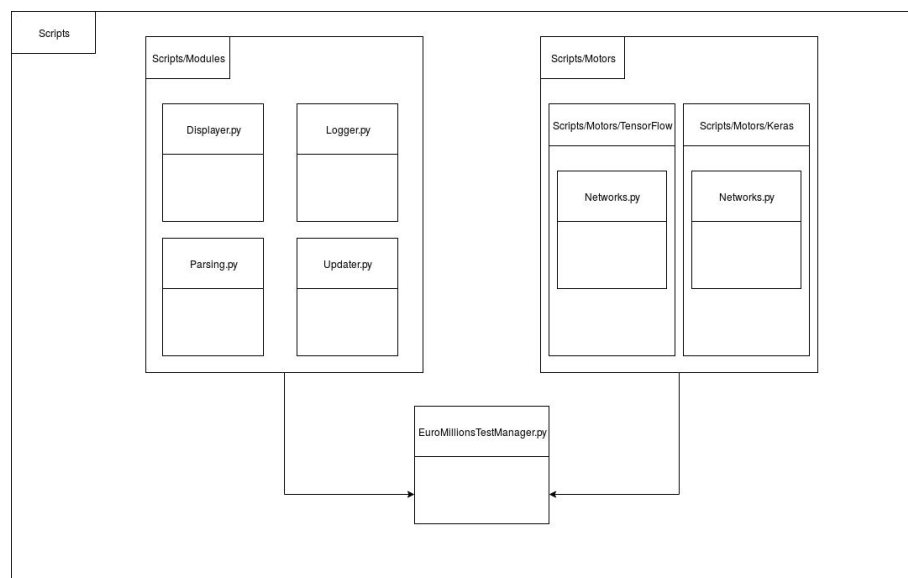 Scripts
Scripts/Modules
Scripts/Motors
Displayer.py
Logger.py
Scripts/Motors/TensorFlow
Scripts/Motors/Keras
Networks.py
Networks.py
Parsing.py
Updater.py
EuroMillionsTestManager.py